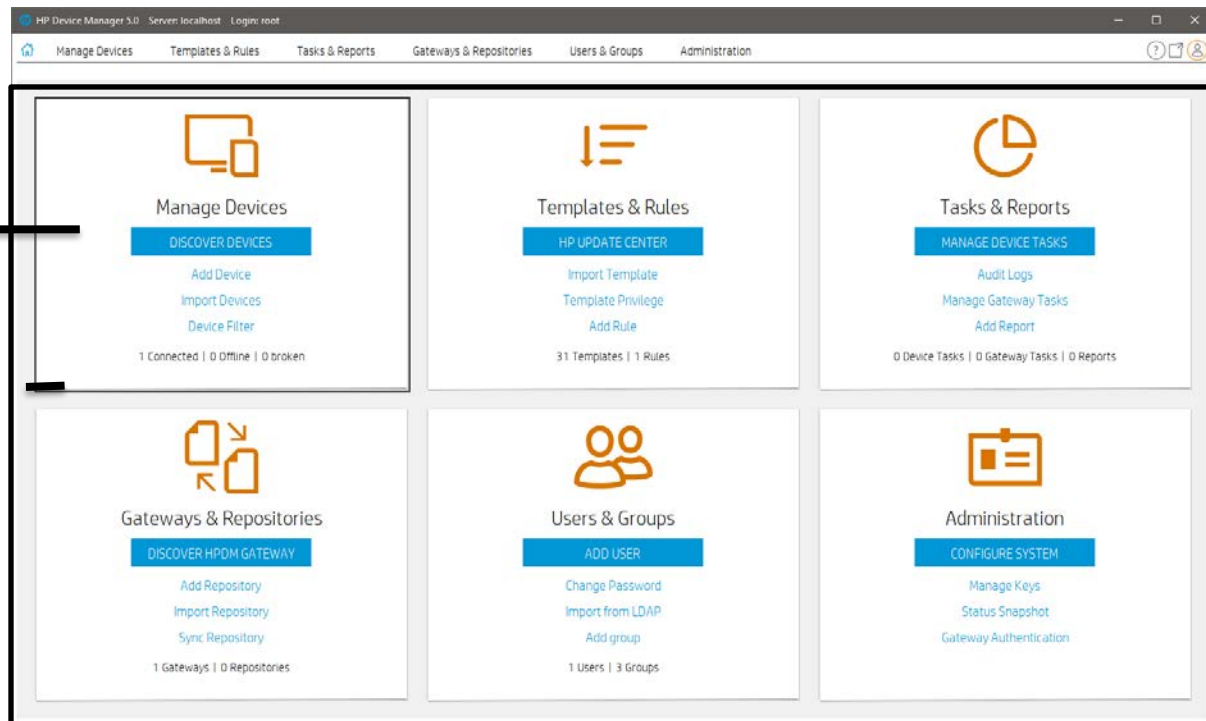 HP Device Manager 5.0 Server: localhost Login: root
Manage Devices Templates & Rules Tasks & Reports Gateways & Repositories Users & Groups Administration
Manage Devices
DISCOVER DEVICES
Add Device
Import Devices
Device Filter
1 Connected | 0 Offline | 0 broken
Templates & Rules
HP UPDATE CENTER
Import Template
Template Privilege
Add Rule
31 Templates | 1 Rules
Tasks & Reports
MANAGE DEVICE TASKS
Audit Logs
Manage Gateway Tasks
Add Report
0 Device Tasks | 0 Gateway Tasks | 0 Reports
Gateways & Repositories
DISCOVER HPDM GATEWAY
Add Repository
Import Repository
Sync Repository
1 Gateways | 0 Repositories
Users & Groups
ADD USER
Change Password
Import from LDAP
Add group
1 Users | 3 Groups
Administration
CONFIGURE SYSTEM
Manage Keys
Status Snapshot
Gateway Authentication